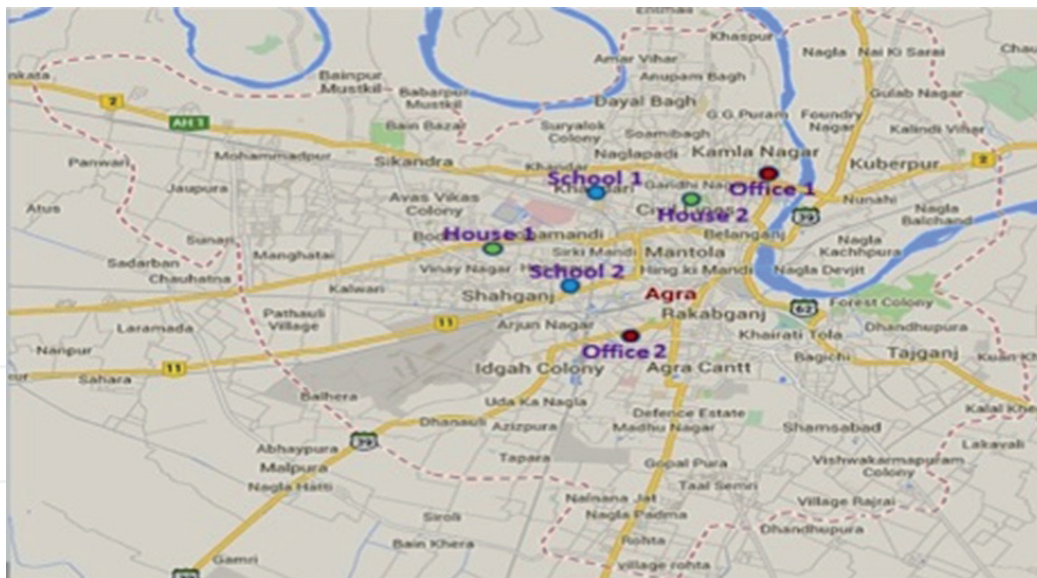 Khaspur
Nagla
Nai Ki Sarai
Amar Vihar
Bainpur
Mustkil
Anupam Bagh
Babarpur
Mustkil
Gulab Nagar
2
Dayal Bagh
AH 1
G.G.Puram
Foundry
Nagar
Bain Bazar
Suryalok
Colony
Soamibagh
Kalindi Vihar
Mohammadpur
Naglapadi
Kamla Nagar
Panwari
Sikandra
Kuberpur
2
School 1
Office 1
Jaupura
Avas Vikas
Colony
House 2
Nunahi
Nagla
Balchand
39
House 1
Belanganj
Sunari
Manghatai
Sirki Mandi
Mantola
Nagla
Kachhpura
Sadarban
Vinay Nagar
School 2
Hing ki Mandi
Nagla Devjit
Chauhatna
Kalwari
Shahganj
Agra
Forest Colony
62
Pathauli
Village
Rakabganj
Laramada
11
Arjun Nagar
Khairati Tola
Dhandhupura
Nanpur
Office 2
Bagichi
Tajganj
11
Idgah Colony
Agra Cantt
Sahara
Balhera
Uda Ka Nagla
Kalal Khe
Dhanauli
Azizpura
Defence Estate
Madhu Nagar
Shamsabad
39
Abhaypura
Lakavali
Tapara
Gopal Pura
Vishwakarmapuram
Colony
Malpura
Nagla Hatti
Taal Semri
Nainana Jat
Village Rajrai
Siroli
Nagla Padma
Dhandhupura
Bain Khera
Rohta
Gamri
village rohta